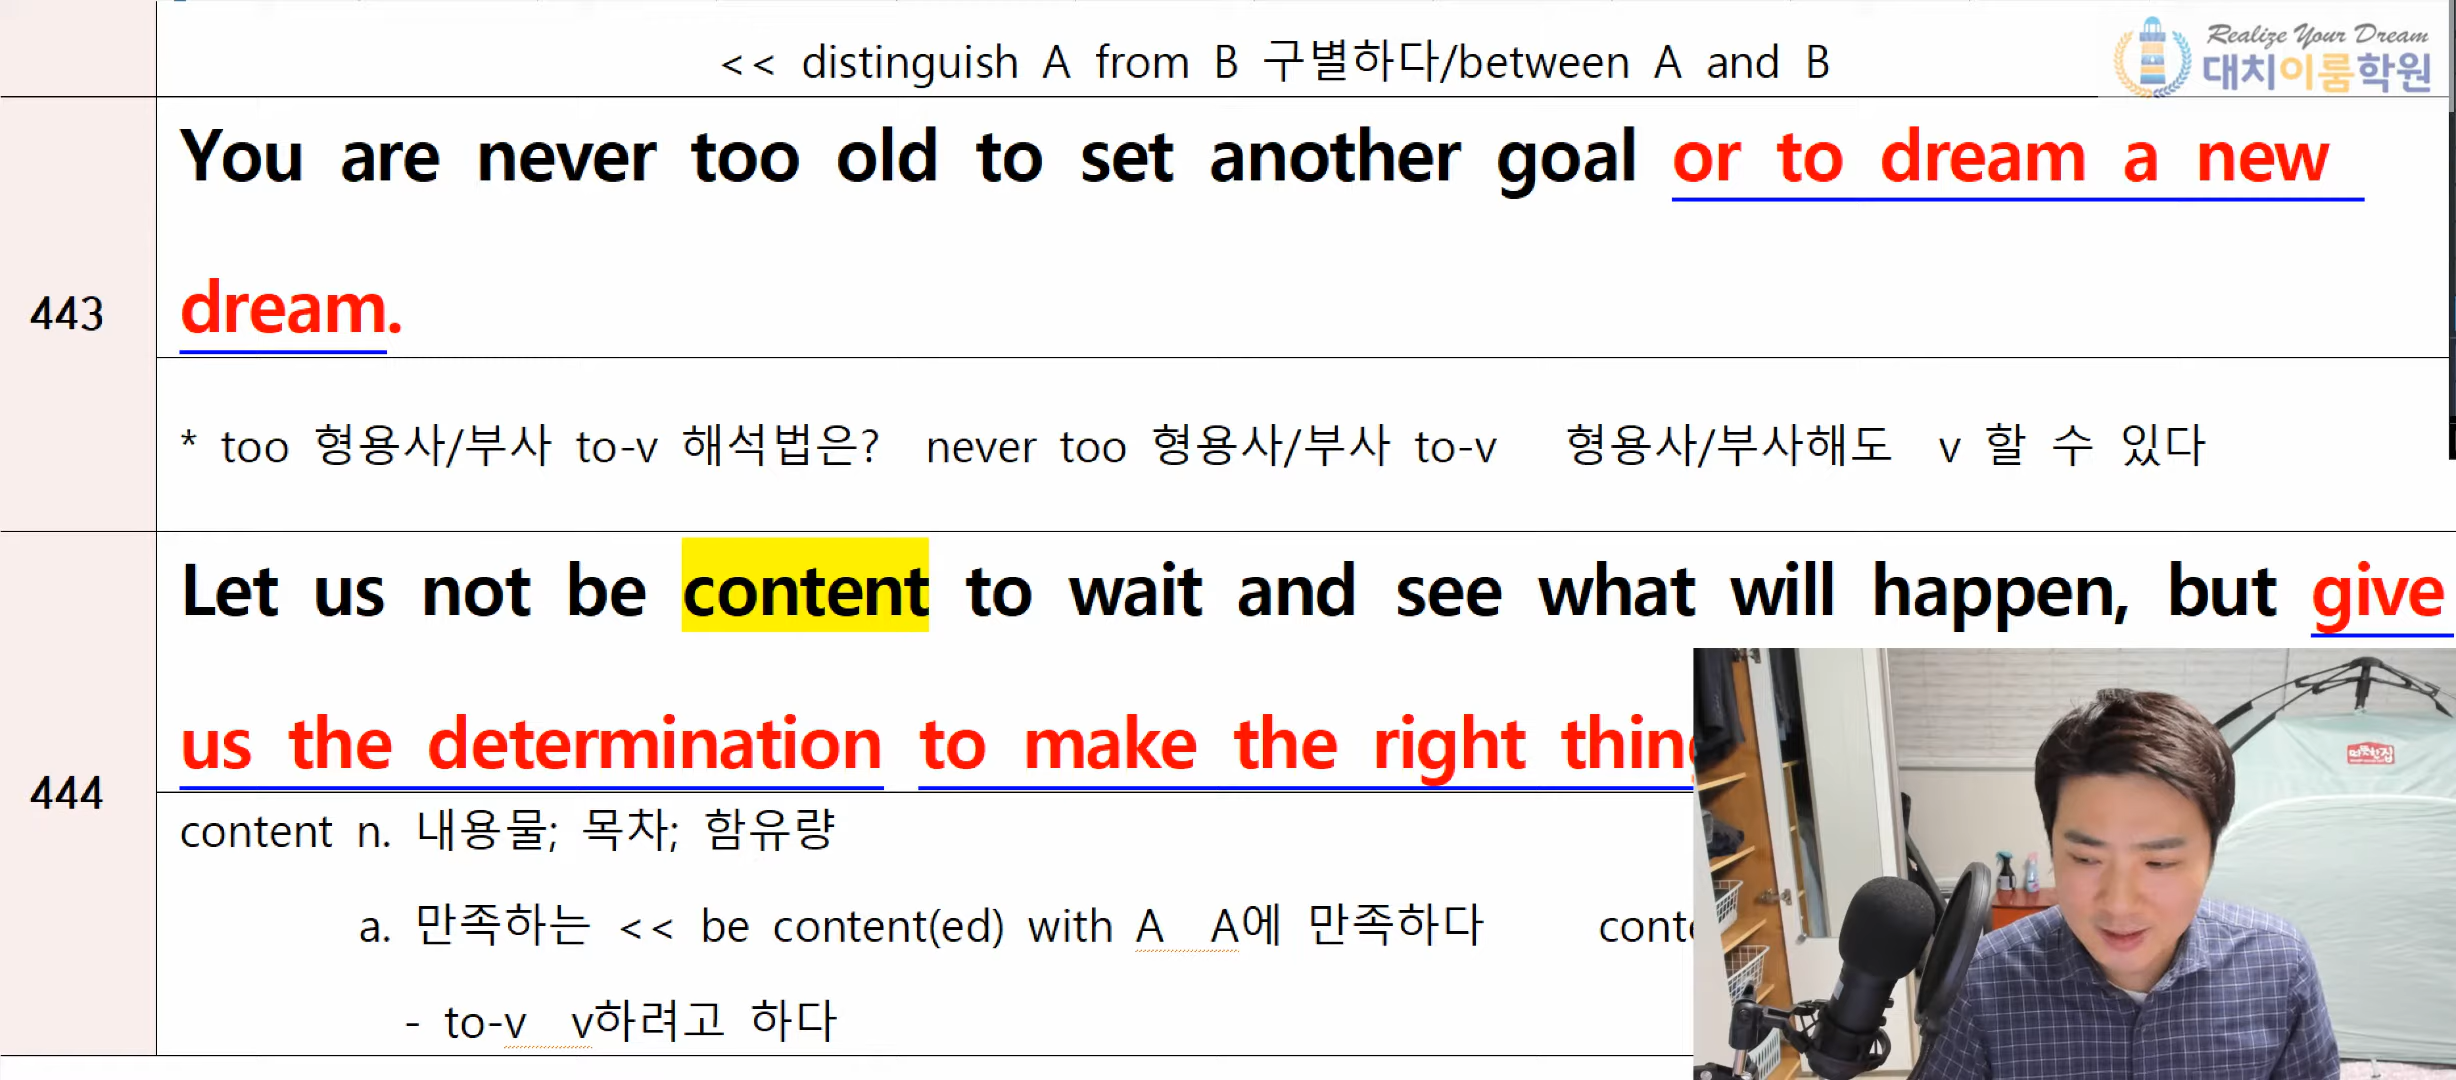 << distinguish A from B 구별하다/between A and B
Realize Your Dream
대치이룸학원
You are never too old to set another goal or to dream a new
443
dream.
* too 형용사/부사 to-v 해석법은? never too 형용사/부사 to-v 형용사/부사해도 v 할 수 있다
Let us not be content to wait and see what will happen, but give
444
us the determination to make the right thing
content n. 내용물; 목차; 함유량
a. 만족하는 << be content(ed) with A A에 만족하다
- to-v v하려고 하다